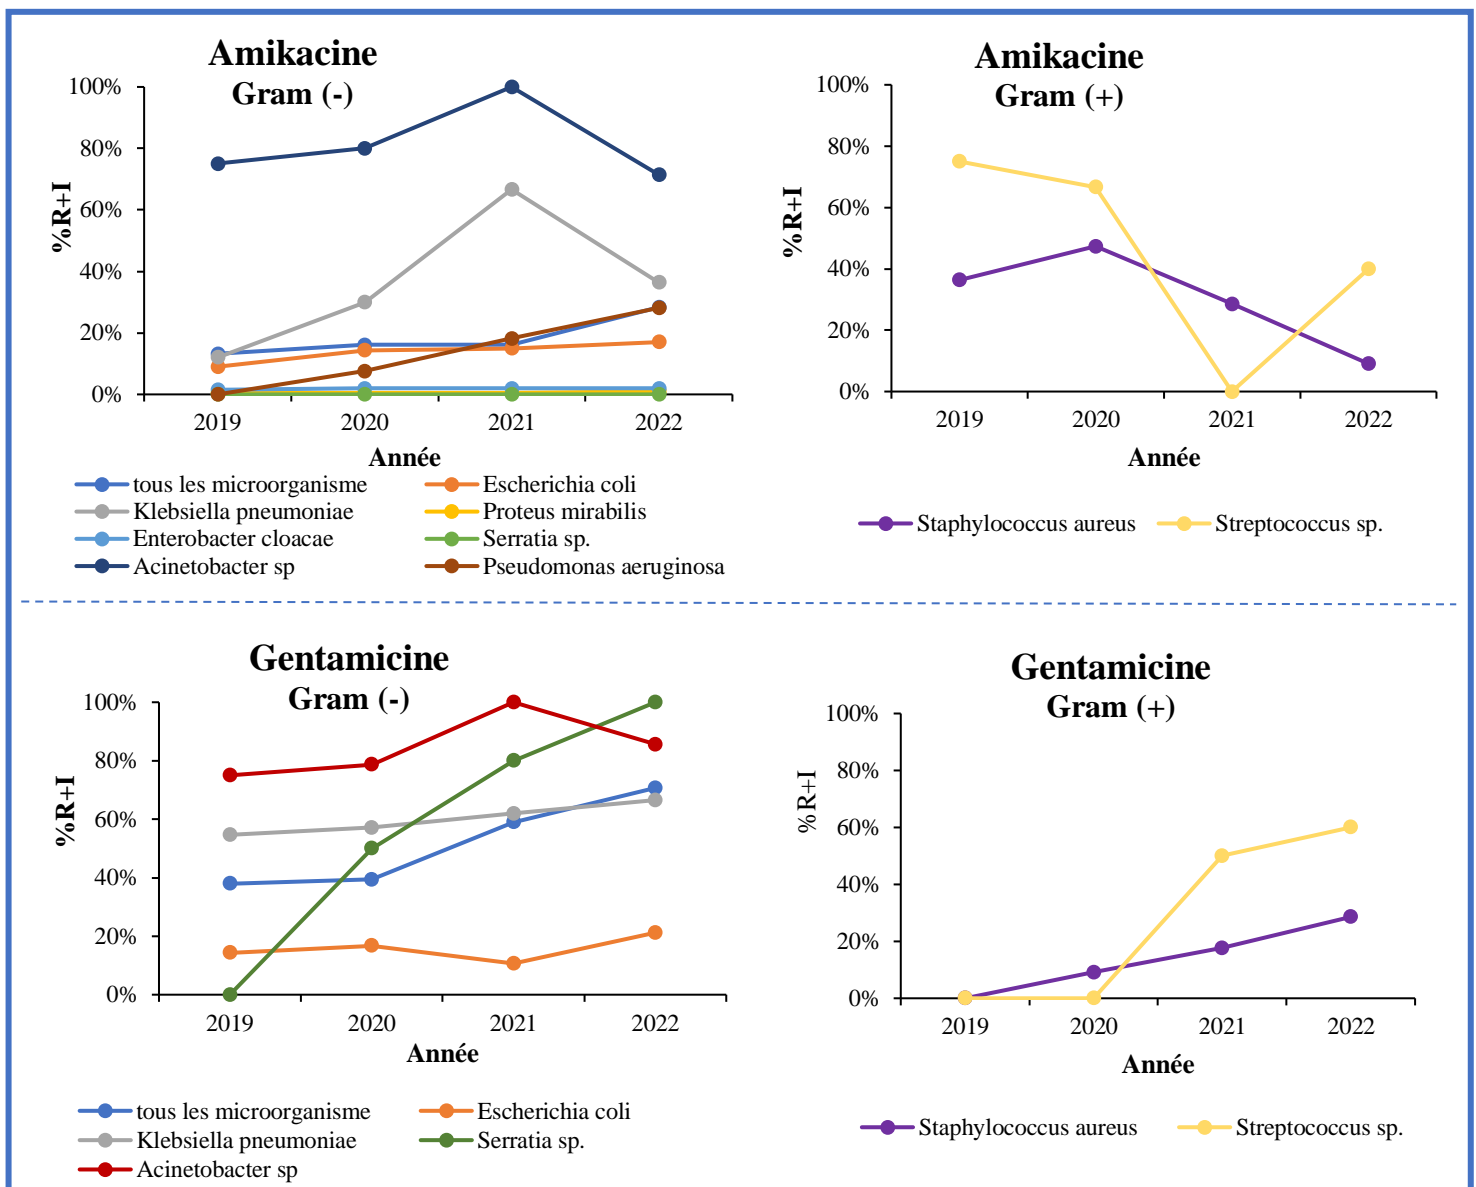 Amikacine
Gram (-)
100%
80%
60%
40%
20%
0%
%R+I
2019 2020 2021 2022
Année
tous les microorganisme Escherichia coli
Klebsiella pneumoniae Proteus mirabilis
Enterobacter cloacae Serratia sp.
Acinetobacter sp Pseudomonas aeruginosa
Amikacine
Gram (+)
100%
80%
60%
40%
20%
0%
%R+I
2019 2020 2021 2022
Année
Staphylococcus aureus Streptococcus sp.
Gentamicine
Gram (-)
100%
80%
60%
40%
20%
0%
%R+I
2019 2020 2021 2022
Année
tous les microorganisme Escherichia coli
Klebsiella pneumoniae Serratia sp.
Acinetobacter sp
Gentamicine
Gram (+)
100%
80%
60%
40%
20%
0%
%R+I
2019 2020 2021 2022
Année
Staphylococcus aureus Streptococcus sp.